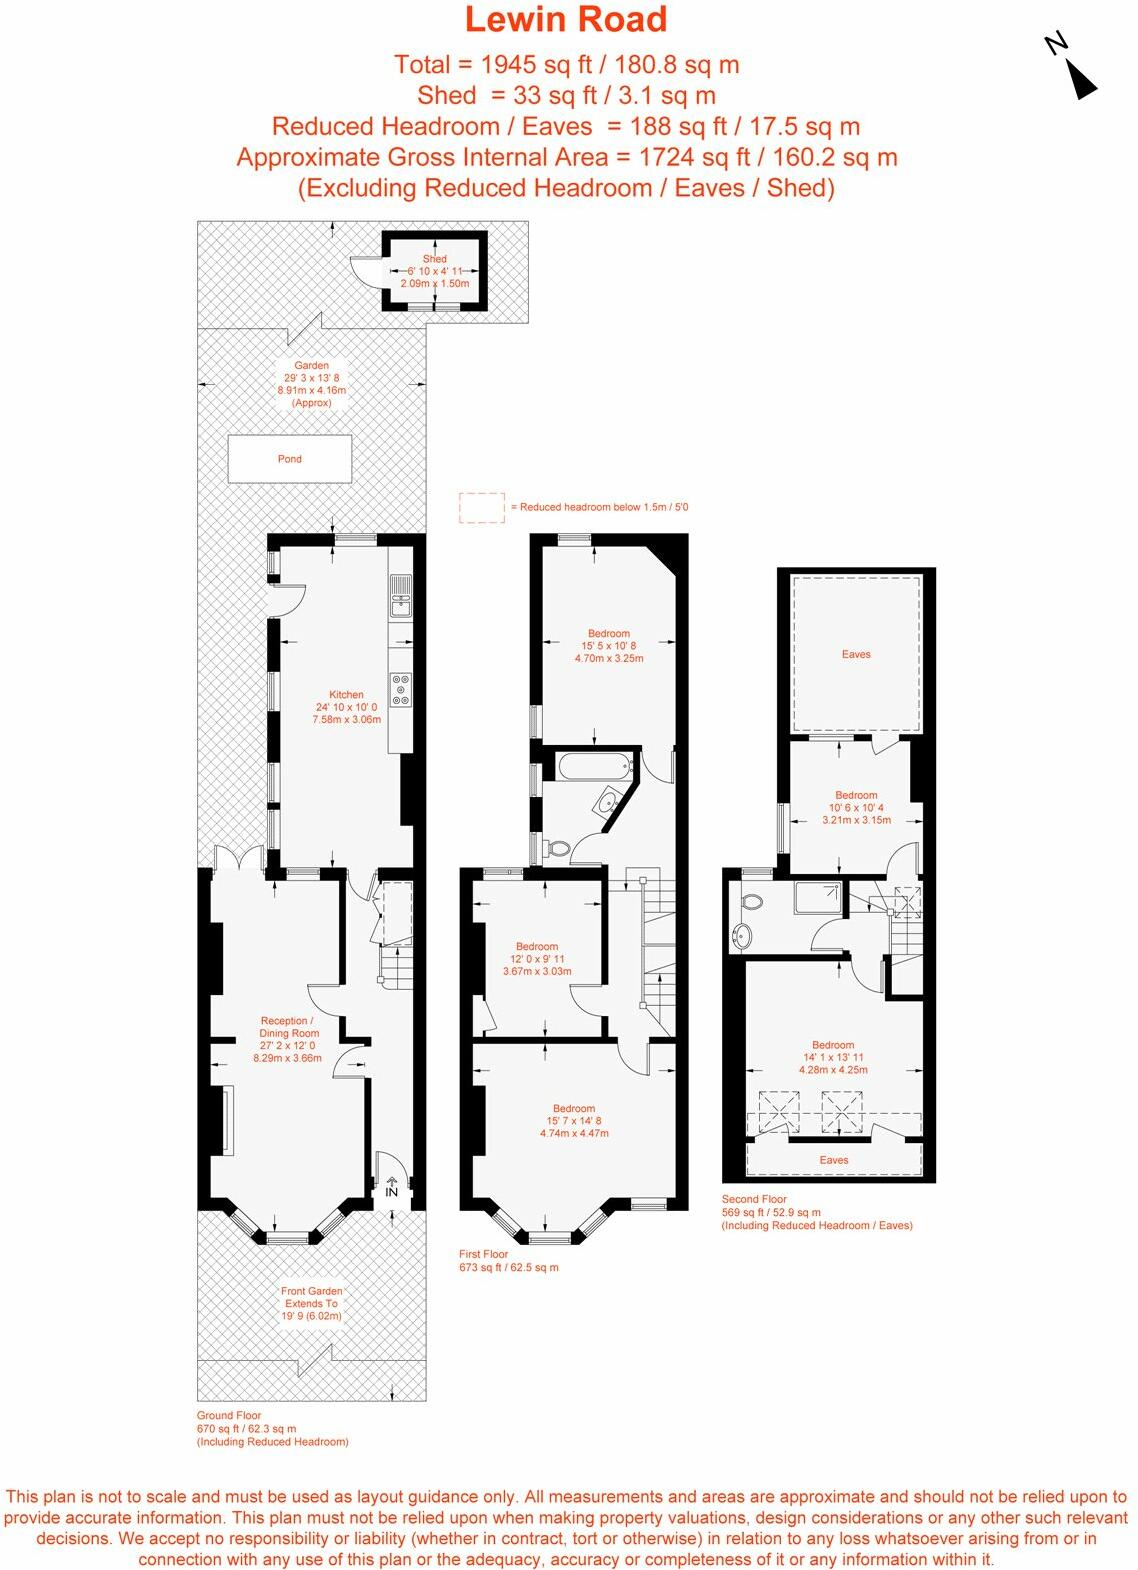 Lewin Road
Total = 1945 sq ft / 180.8 sq m
Shed = 33 sq ft / 3.1 sq m
Reduced Headroom / Eaves = 188 sq ft / 17.5 sq m
Approximate Gross Internal Area = 1724 sq ft / 160.2 sq m
(Excluding Reduced Headroom / Eaves / Shed)
N
Shed
6' 10 x 4' 11
2.09m x 1.50m
Garden
29' 3 x 13' 8
8.91m x 4.16m
(Approx)
Pond
= Reduced headroom below 1.5m / 5'0
Kitchen
24' 10 x 10' 0
7.58m x 3.06m
Reception /
Dining Room
27' 2 x 12' 0
8.29m x 3.66m
IN
Front Garden
Extends To
19' 9 (6.02m)
Ground Floor
670 sq ft / 62.3 sq m
(Including Reduced Headroom)
Bedroom
15' 5 x 10' 8
4.70m x 3.25m
Bedroom
12' 0 x 9' 11
3.67m x 3.03m
Bedroom
15' 7 x 14' 8
4.74m x 4.47m
First Floor
673 sq ft / 62.5 sq m
Eaves
Bedroom
10' 6 x 10' 4
3.21m x 3.15m
Bedroom
14' 1 x 13' 11
4.28m x 4.25m
Eaves
Second Floor
569 sq ft / 52.9 sq m
(Including Reduced Headroom / Eaves)
This plan is not to scale and must be used as layout guidance only. All measurements and areas are approximate and should not be relied upon to
provide accurate information. This plan must not be relied upon when making property valuations, design considerations or any other such relevant
decisions. We accept no responsibility or liability (whether in contract, tort or otherwise) in relation to any loss whatsoever arising from or in
connection with any use of this plan or the adequacy, accuracy or completeness of it or any information within it.